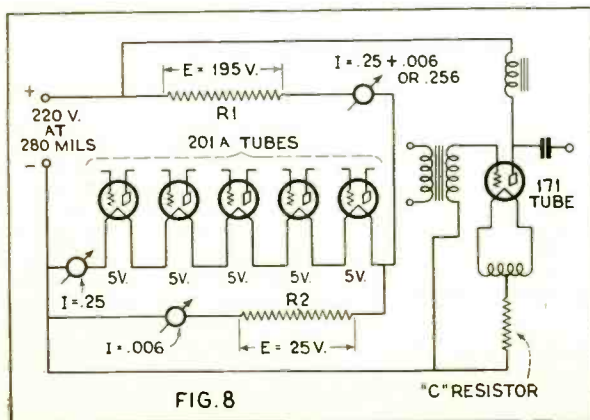 E = 195 V.
I = .25 + .006
OR .256
+
220 V.
AT
280 MILS
−
R1
201A TUBES
171
TUBE
5V. 5V. 5V. 5V. 5V.
I = .25
R2
I = .006
E = 25 V.
"C" RESISTOR
FIG. 8